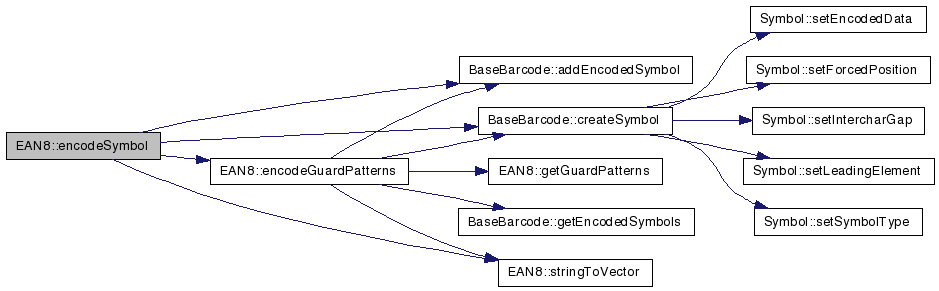 EAN8::encodeSymbol
EAN8::encodeGuardPatterns
BaseBarcode::addEncodedSymbol
BaseBarcode::createSymbol
EAN8::getGuardPatterns
BaseBarcode::getEncodedSymbols
EAN8::stringToVector
Symbol::setEncodedData
Symbol::setForcedPosition
Symbol::setIntercharGap
Symbol::setLeadingElement
Symbol::setSymbolType